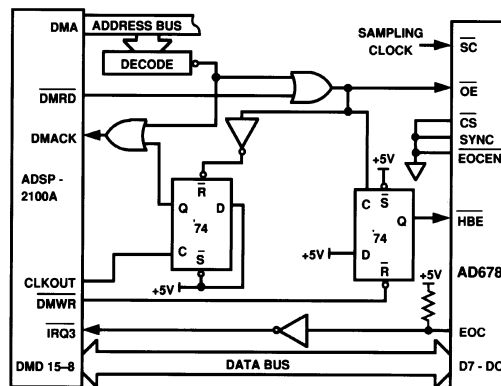 DMA
ADDRESS BUS
DECODE
SAMPLING
CLOCK
SC
DMRD
OE
DMACK
CS
SYNC
EOCEN
ADSP -
2100A
+5V
R
Q
D
'74
C
S
+5V
C
S
Q
'74
+5V
D
R
HBE
+5V
AD678
CLKOUT
DMWR
IRQ3
EOC
DMD 15–8
DATA BUS
D7 - DO